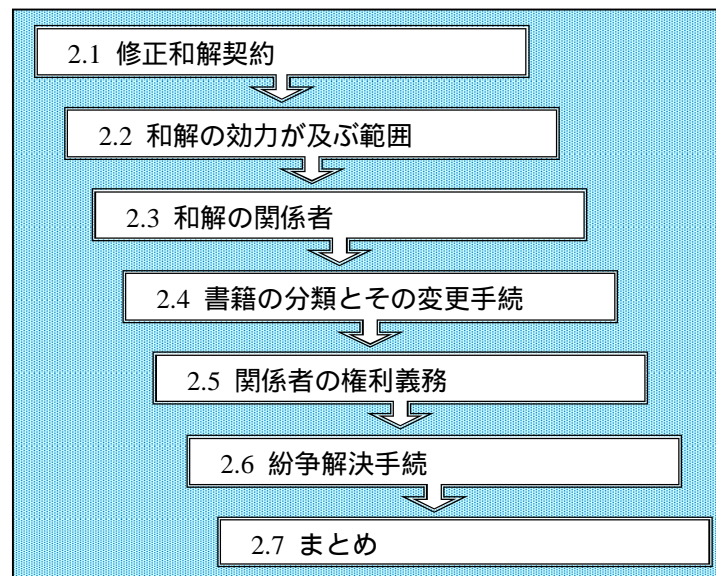 2.1 修正和解契約
2.2 和解の効力が及ぶ範囲
2.3 和解の関係者
2.4 書籍の分類とその変更手続
2.5 関係者の権利義務
2.6 紛争解決手続
2.7 まとめ